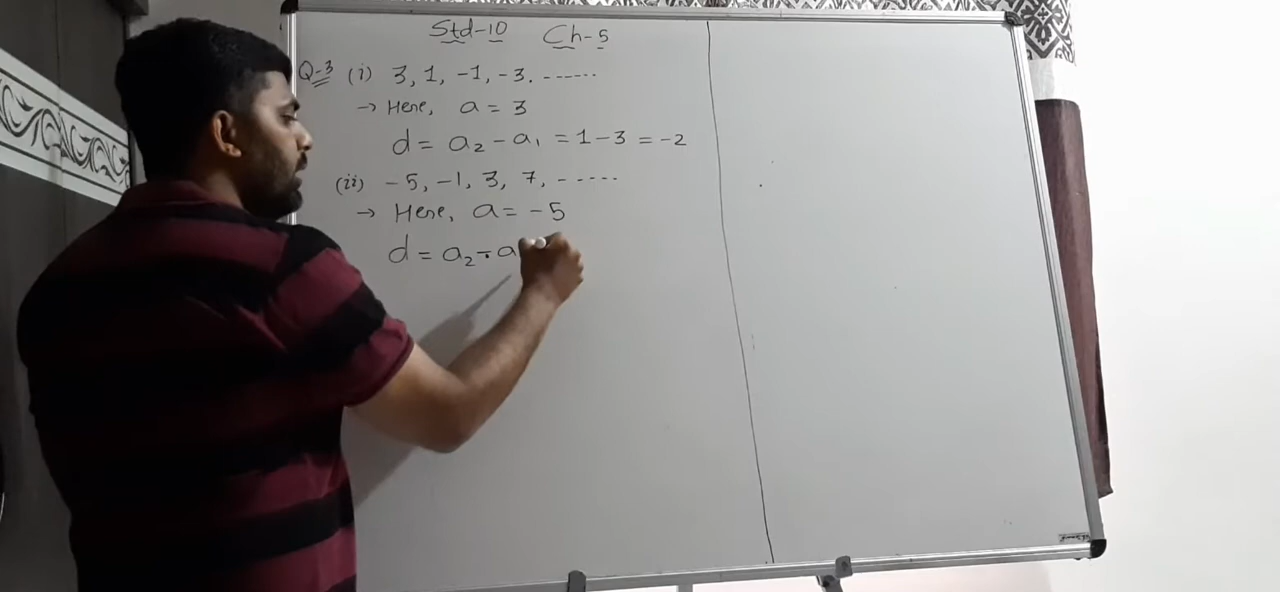 Std-10 Ch-5
Q-3 (i) 3, 1, -1, -3. ------
→ Here, a = 3
d = a₂ - a₁ = 1 - 3 = -2
(ii) -5, -1, 3, 7, ------
→ Here, a = -5
d = a₂ - a